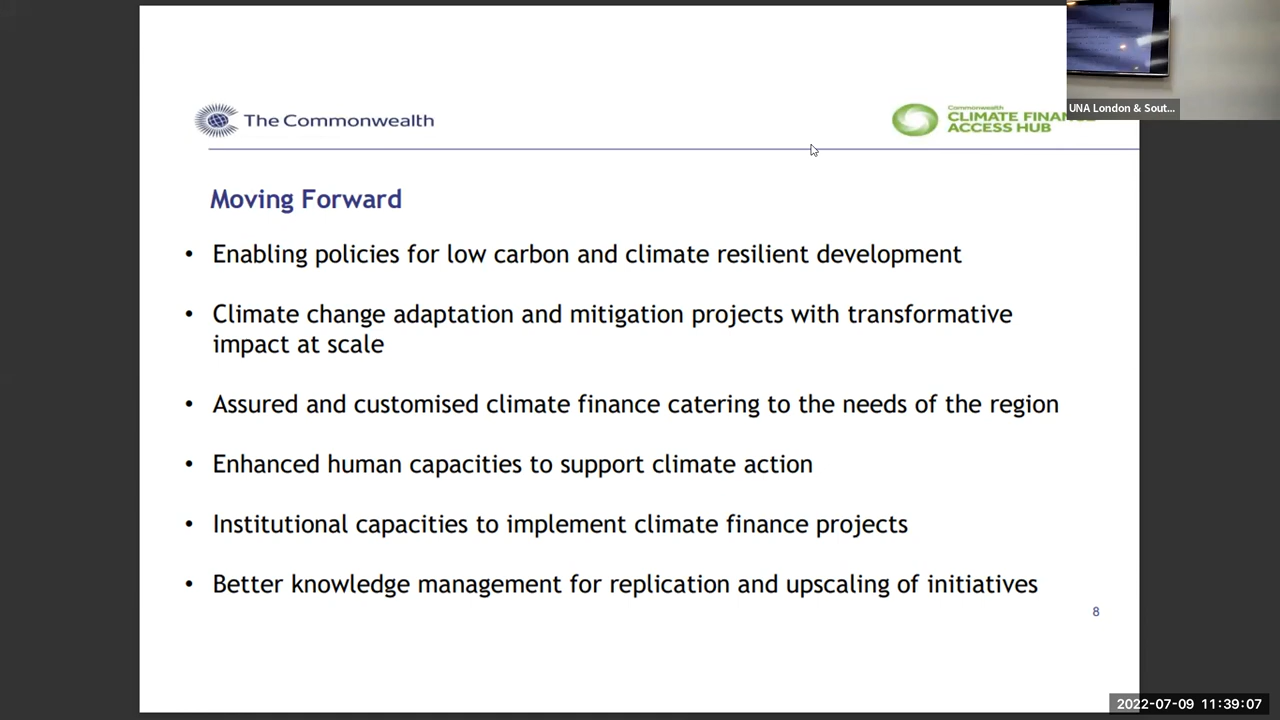 UNA London & Sout...
The Commonwealth
Commonwealth
CLIMATE FINANCE
ACCESS HUB
Moving Forward
• Enabling policies for low carbon and climate resilient development
• Climate change adaptation and mitigation projects with transformative
impact at scale
• Assured and customised climate finance catering to the needs of the region
• Enhanced human capacities to support climate action
• Institutional capacities to implement climate finance projects
• Better knowledge management for replication and upscaling of initiatives
8
2022-07-09 11:39:07